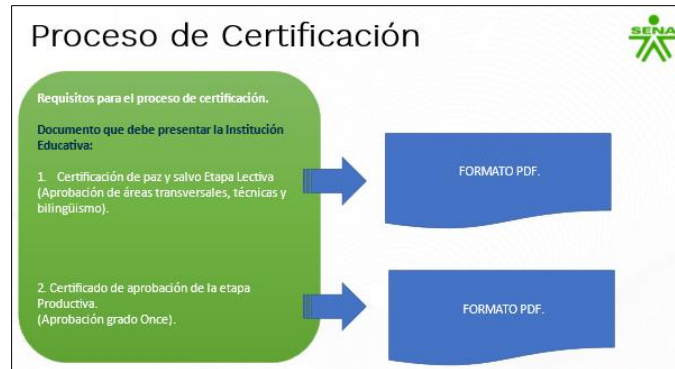 Proceso de Certificación
SENA
Requisitos para el proceso de certificación.
Documento que debe presentar la Institución
Educativa:
1. Certificación de paz y salvo Etapa Lectiva
(Aprobación de áreas transversales, técnicas y
bilingüismo).
FORMATO PDF.
2. Certificado de aprobación de la etapa
Productiva.
(Aprobación grado Once).
FORMATO PDF.